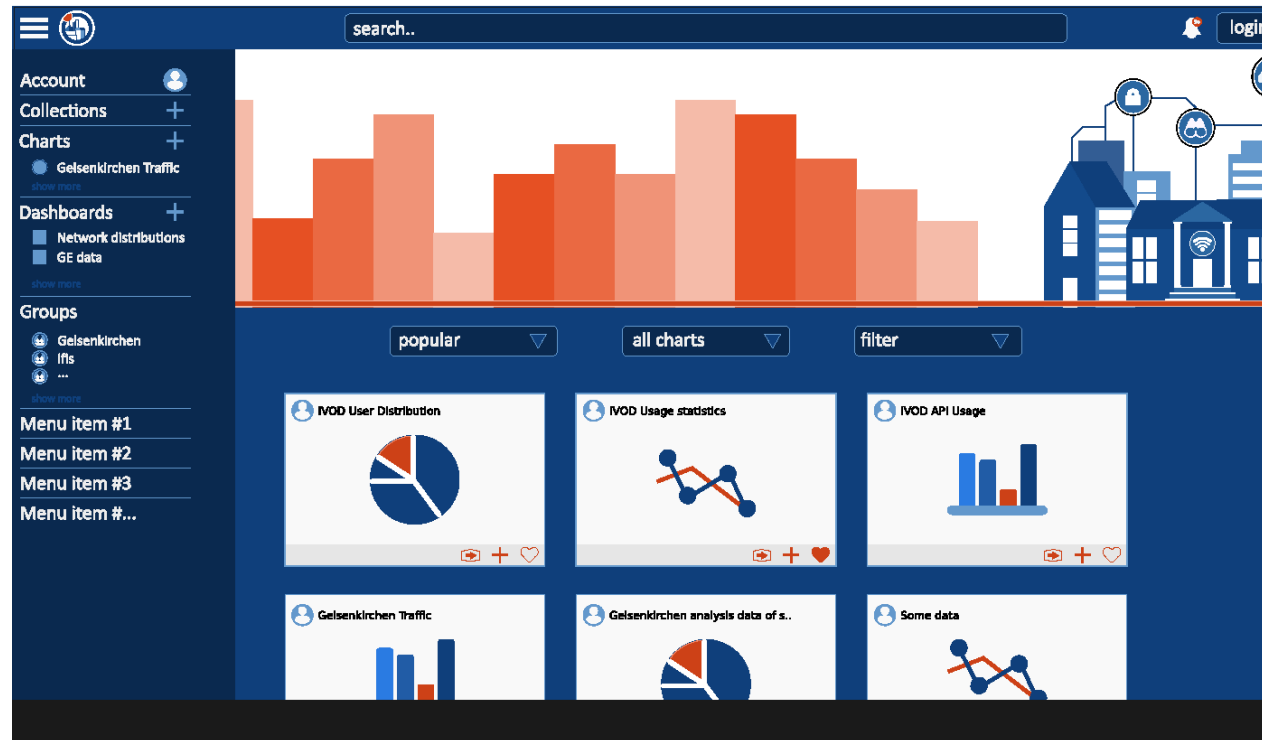 search..
login
Account
Collections
Charts
Gelsenkirchen Traffic
show more
Dashboards
Network distributions
GE data
show more
Groups
Gelsenkirchen
ifis
...
show more
Menu item #1
Menu item #2
Menu item #3
Menu item #...
popular
all charts
filter
IVOD User Distribution
IVOD Usage statistics
IVOD API Usage
Gelsenkirchen Traffic
Gelsenkirchen analysis data of s..
Some data